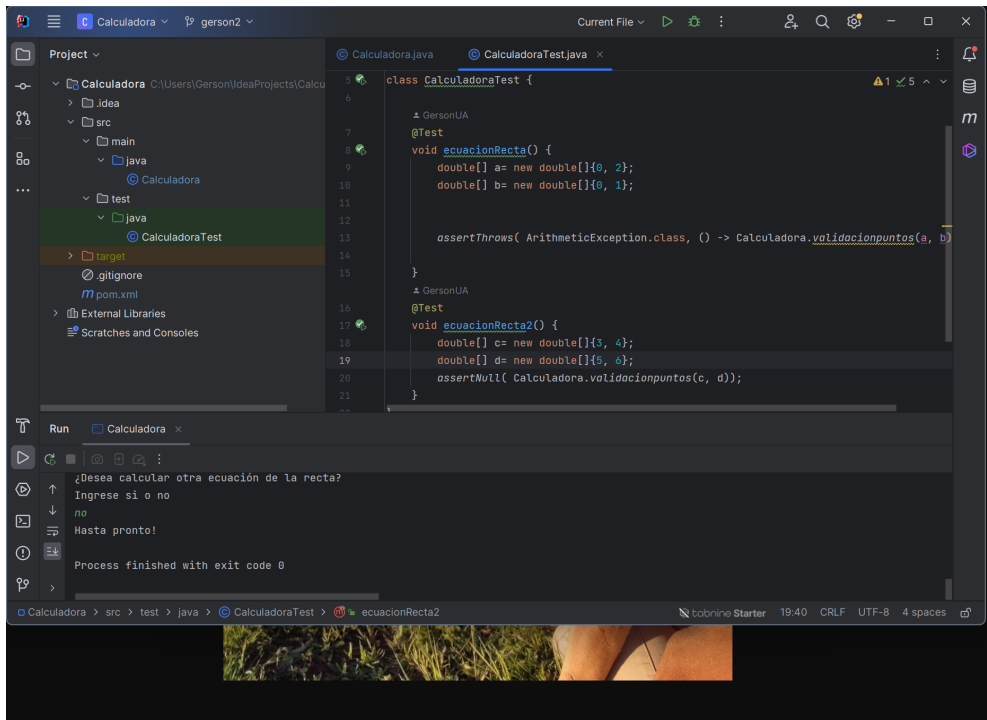 C Calculadora gerson2 Current File
Project
Calculadora.java CalculadoraTest.java
Calculadora C:\Users\Gerson\IdeaProjects\Calcu
.idea
src
main
java
Calculadora
test
java
CalculadoraTest
target
.gitignore
m pom.xml
External Libraries
Scratches and Consoles
5 class CalculadoraTest { 1 5
6
GersonUA
7 @Test
8 void ecuacionRecta() {
9 double[] a= new double[]{0, 2};
10 double[] b= new double[]{0, 1};
11
12
13 assertThrows( ArithmeticException.class, () -> Calculadora.validacionpuntos(a, b)
14
15 }
GersonUA
16 @Test
17 void ecuacionRecta2() {
18 double[] c= new double[]{3, 4};
19 double[] d= new double[]{5, 6};
20 assertNull( Calculadora.validacionpuntos(c, d));
21 }
m
Run Calculadora
¿Desea calcular otra ecuación de la recta?
Ingrese si o no
no
Hasta pronto!
Process finished with exit code 0
Calculadora > src > test > java > CalculadoraTest > ecuacionRecta2 tabnine Starter 19:40 CRLF UTF-8 4 spaces